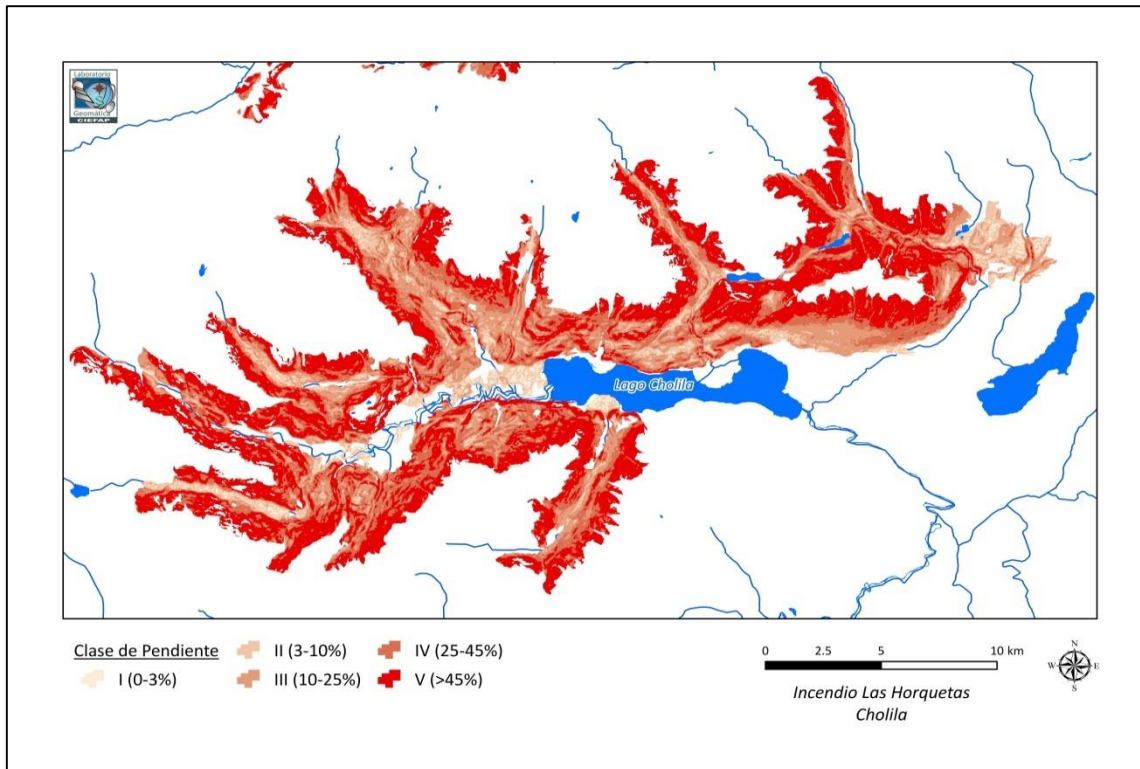 Laboratorio
Geomática
CIEFAP
Lago Cholila
Clase de Pendiente
I (0-3%)
II (3-10%)
III (10-25%)
IV (25-45%)
V (>45%)
0 2.5 5 10 km
N
W E
S
Incendio Las Horquetas
Cholila